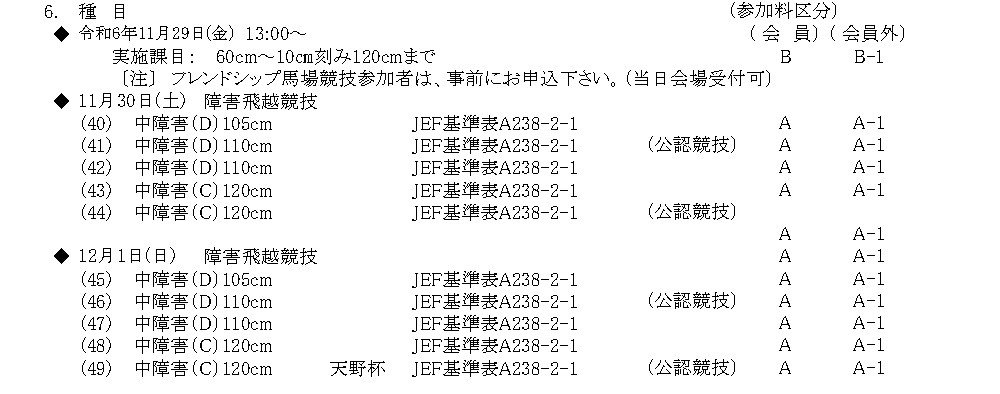 6. 種 目 (参加料区分)
◆ 令和6年11月29日(金) 13:00～ (会 員) (会員外)
実施課目: 60cm～10cm刻み120cmまで B B-1
〔注〕 フレンドシップ馬場競技参加者は、事前にお申込下さい。(当日会場受付可)
◆ 11月30日(土) 障害飛越競技
(40) 中障害(D)105cm JEF基準表A238-2-1 A A-1
(41) 中障害(D)110cm JEF基準表A238-2-1 (公認競技) A A-1
(42) 中障害(D)110cm JEF基準表A238-2-1 A A-1
(43) 中障害(C)120cm JEF基準表A238-2-1 A A-1
(44) 中障害(C)120cm JEF基準表A238-2-1 (公認競技)
A A-1
◆ 12月1日(日) 障害飛越競技 A A-1
(45) 中障害(D)105cm JEF基準表A238-2-1 A A-1
(46) 中障害(D)110cm JEF基準表A238-2-1 (公認競技) A A-1
(47) 中障害(D)110cm JEF基準表A238-2-1 A A-1
(48) 中障害(C)120cm JEF基準表A238-2-1 A A-1
(49) 中障害(C)120cm 天野杯 JEF基準表A238-2-1 (公認競技) A A-1